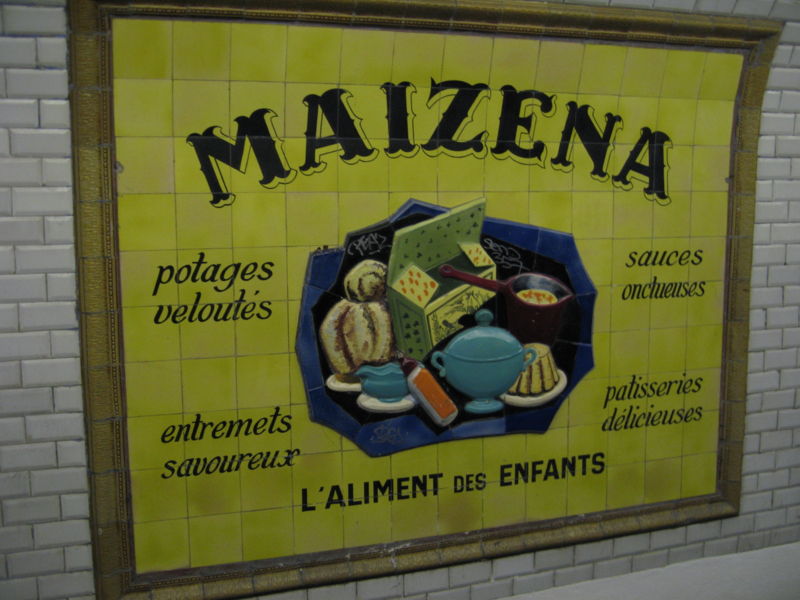 MAIZENA
potages
veloutés
sauces
onctueuses
entremets
savoureux
patisseries
délicieuses
L'ALIMENT DES ENFANTS